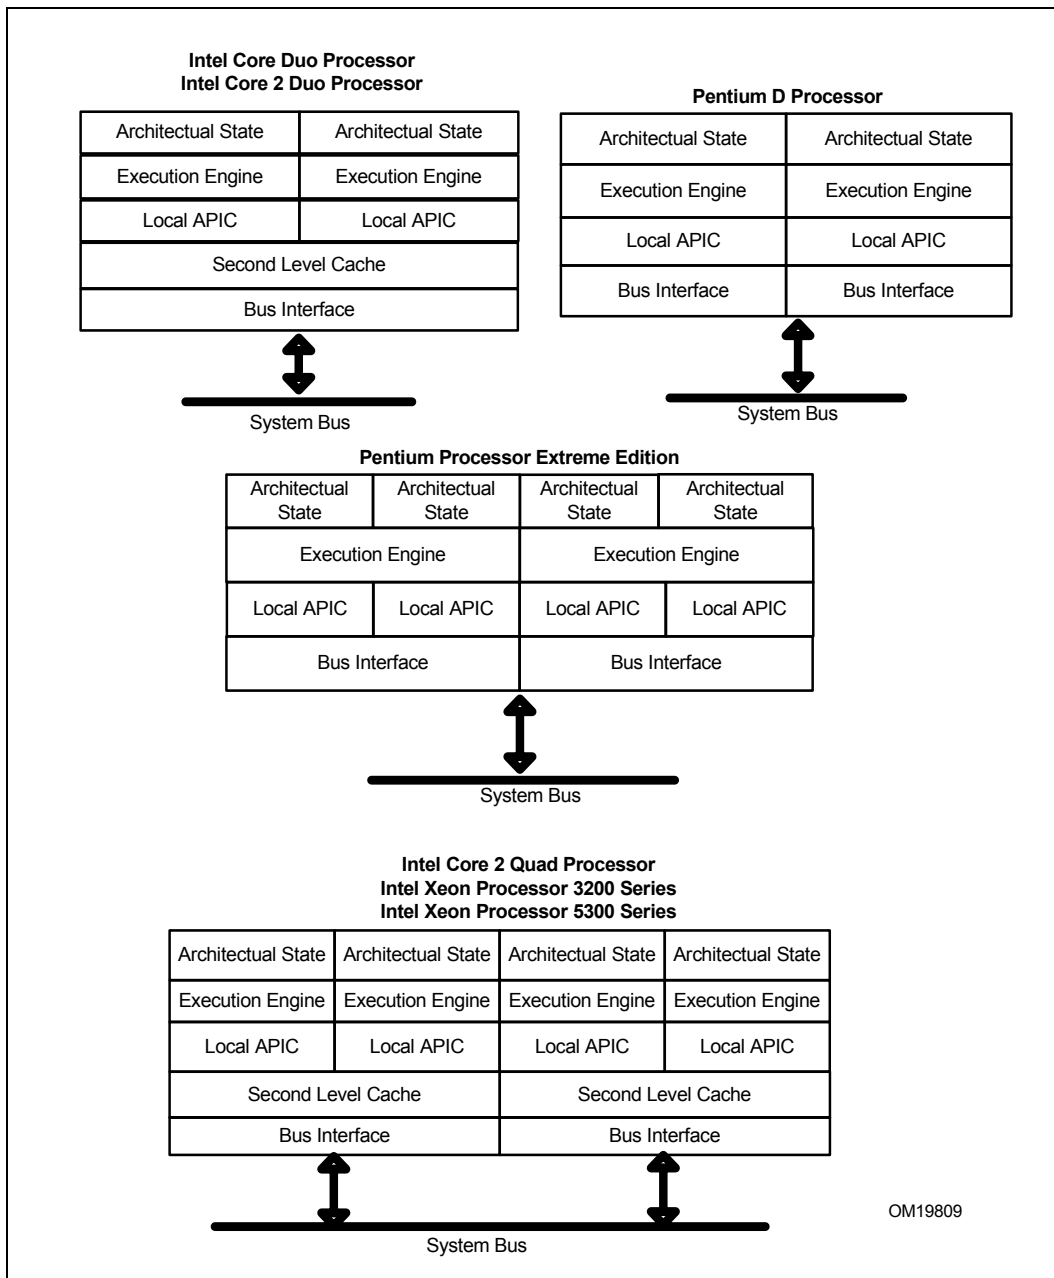 Intel Core Duo Processor
Intel Core 2 Duo Processor
Architectual State Architectual State
Execution Engine Execution Engine
Local APIC Local APIC
Second Level Cache
Bus Interface
System Bus
Pentium D Processor
Architectual State Architectual State
Execution Engine Execution Engine
Local APIC Local APIC
Bus Interface Bus Interface
System Bus
Pentium Processor Extreme Edition
Architectual Architectual Architectual Architectual
State State State State
Execution Engine Execution Engine
Local APIC Local APIC Local APIC Local APIC
Bus Interface Bus Interface
System Bus
Intel Core 2 Quad Processor
Intel Xeon Processor 3200 Series
Intel Xeon Processor 5300 Series
Architectual State Architectual State Architectual State Architectual State
Execution Engine Execution Engine Execution Engine Execution Engine
Local APIC Local APIC Local APIC Local APIC
Second Level Cache Second Level Cache
Bus Interface Bus Interface
System Bus
OM19809